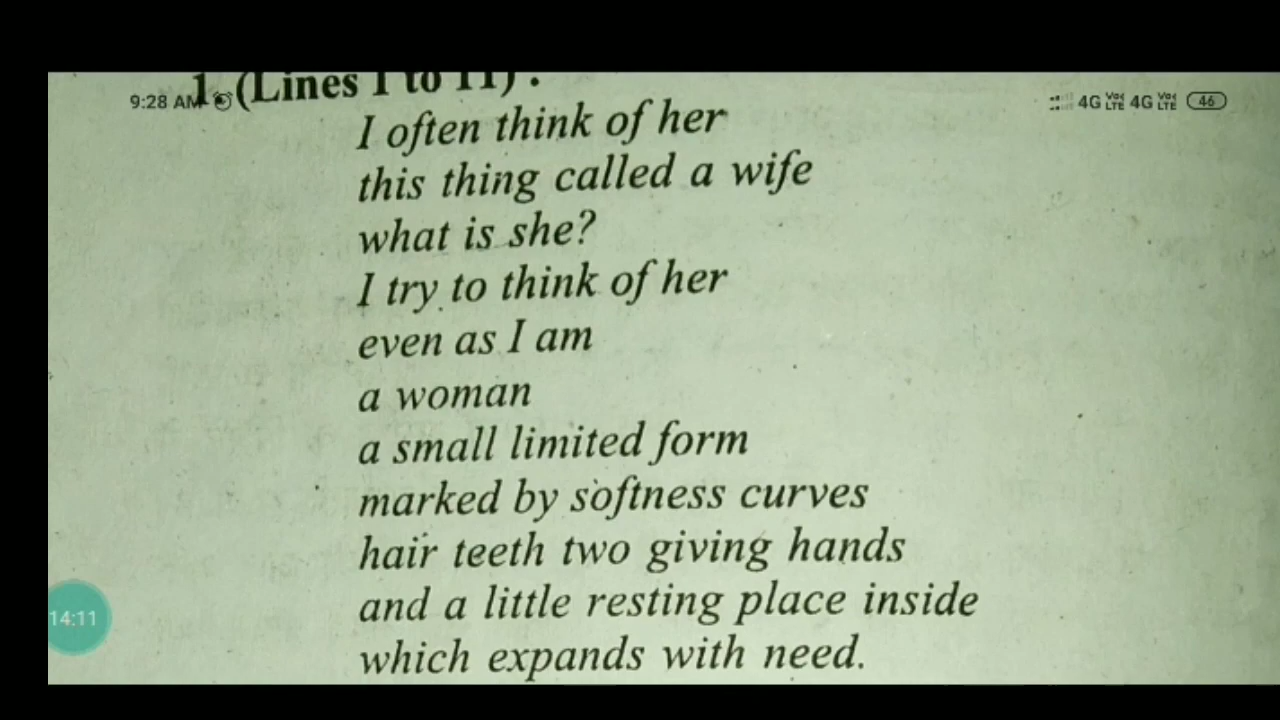 1. (Lines 1 to 11) :
9:28 AM
4G Vo LTE 4G Vo LTE 46
I often think of her
this thing called a wife
what is she?
I try to think of her
even as I am
a woman
a small limited form
marked by softness curves
hair teeth two giving hands
and a little resting place inside
which expands with need.
14:11